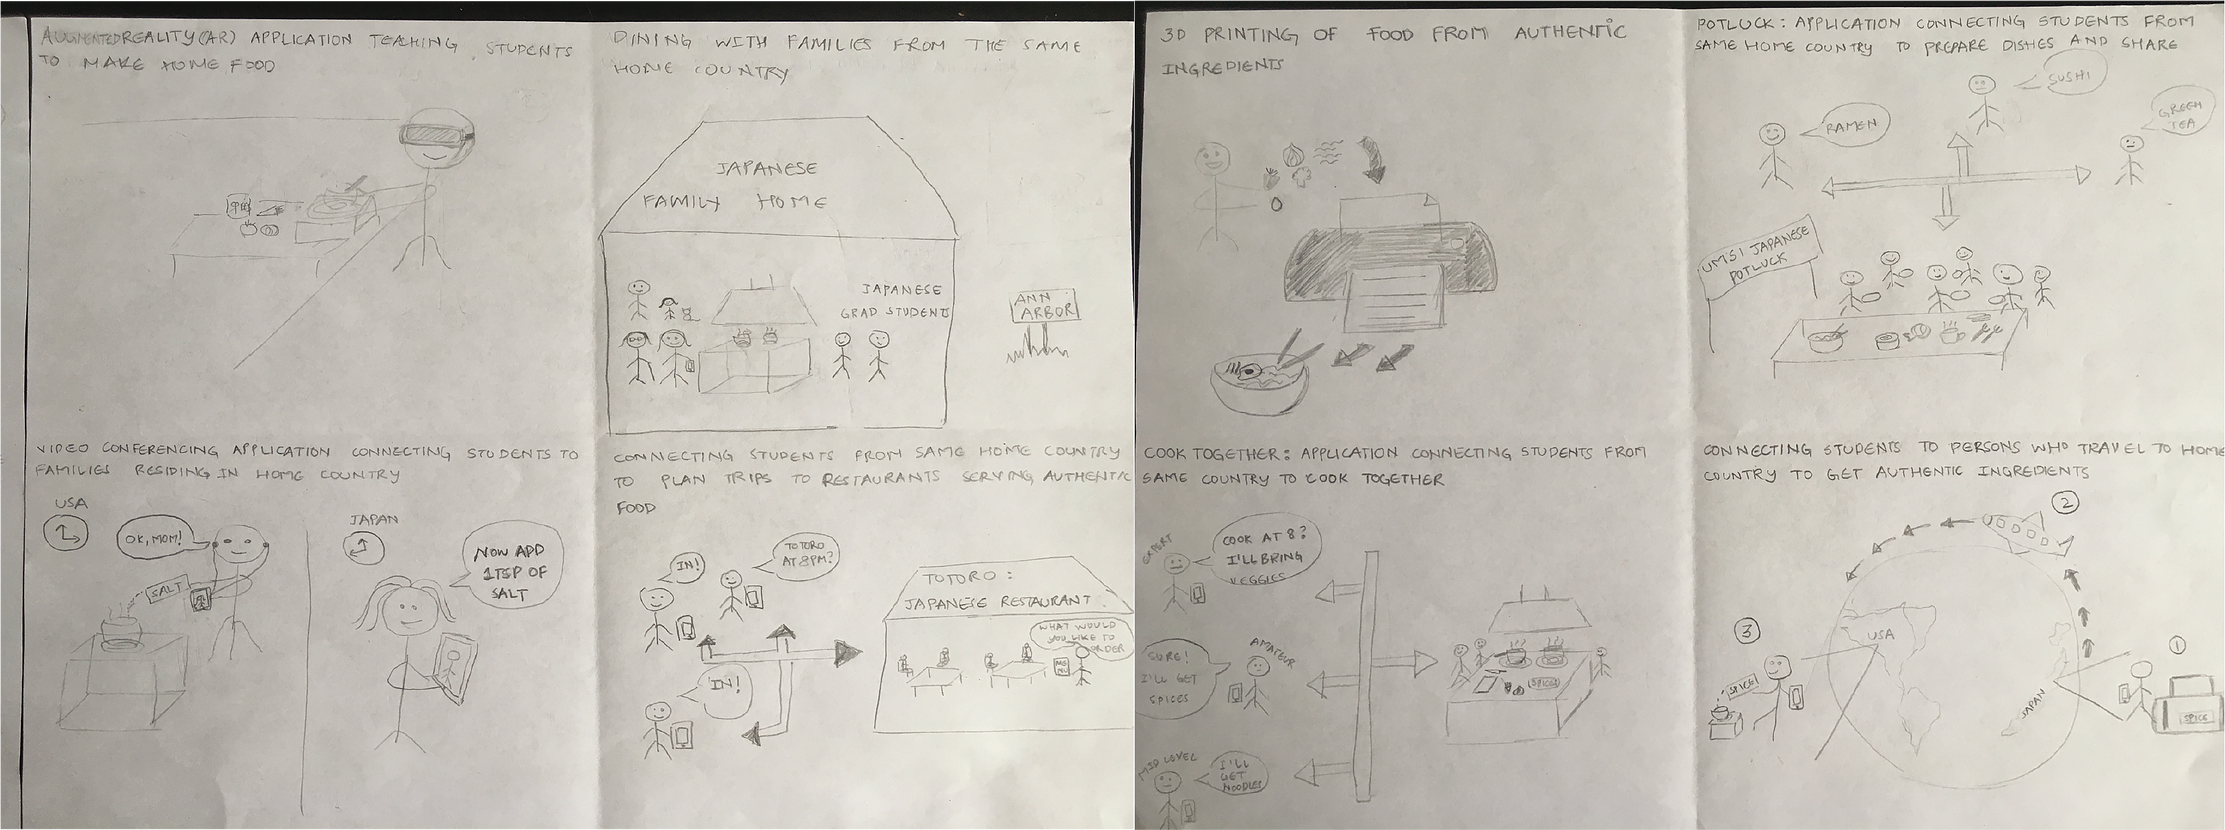 AUGMENTED REALITY (AR) APPLICATION TEACHING STUDENTS
TO MAKE HOME FOOD
DINING WITH FAMILIES FROM THE SAME
HOME COUNTRY
JAPANESE
FAMILY HOME
JAPANESE
GRAD STUDENTS
ANN
ARBOR
VIDEO CONFERENCING APPLICATION CONNECTING STUDENTS TO
FAMILIES RESIDING IN HOME COUNTRY
USA
OK, MOM!
SALT
JAPAN
NOW ADD
1TSP OF
SALT
CONNECTING STUDENTS FROM SAME HOME COUNTRY
TO PLAN TRIPS TO RESTAURANTS SERVING AUTHENTIC
FOOD
IN!
TOTORO
AT 8PM?
IN!
TOTORO:
JAPANESE RESTAURANT
WHAT WOULD
YOU LIKE TO
ORDER
MENU
3D PRINTING OF FOOD FROM AUTHENTIC
INGREDIENTS
POTLUCK: APPLICATION CONNECTING STUDENTS FROM
SAME HOME COUNTRY TO PREPARE DISHES AND SHARE
SUSHI
RAMEN
GREEN
TEA
UMSI JAPANESE
POTLUCK
COOK TOGETHER: APPLICATION CONNECTING STUDENTS FROM
SAME COUNTRY TO COOK TOGETHER
EXPERT
COOK AT 8?
I'LL BRING
VEGGIES
SURE!
I'LL GET
SPICES
AMATEUR
MID LEVEL
I'LL
GET
NOODLES
SPICES
CONNECTING STUDENTS TO PERSONS WHO TRAVEL TO HOME
COUNTRY TO GET AUTHENTIC INGREDIENTS
2
USA
3
SPICE
JAPAN
1
SPICE